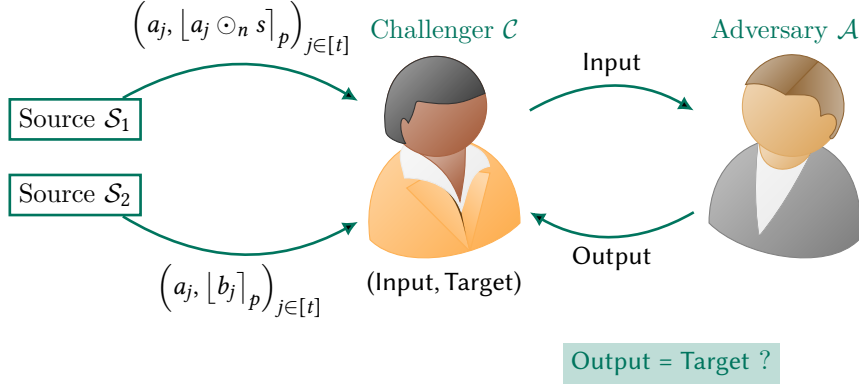 (a_j, ⌊a_j ⊙_n s⌉_p)_{j∈[t]}
Challenger 𝒞
Adversary 𝒜
Input
Source 𝒮_1
Source 𝒮_2
Output
(a_j, ⌊b_j⌉_p)_{j∈[t]}
(Input, Target)
Output = Target ?